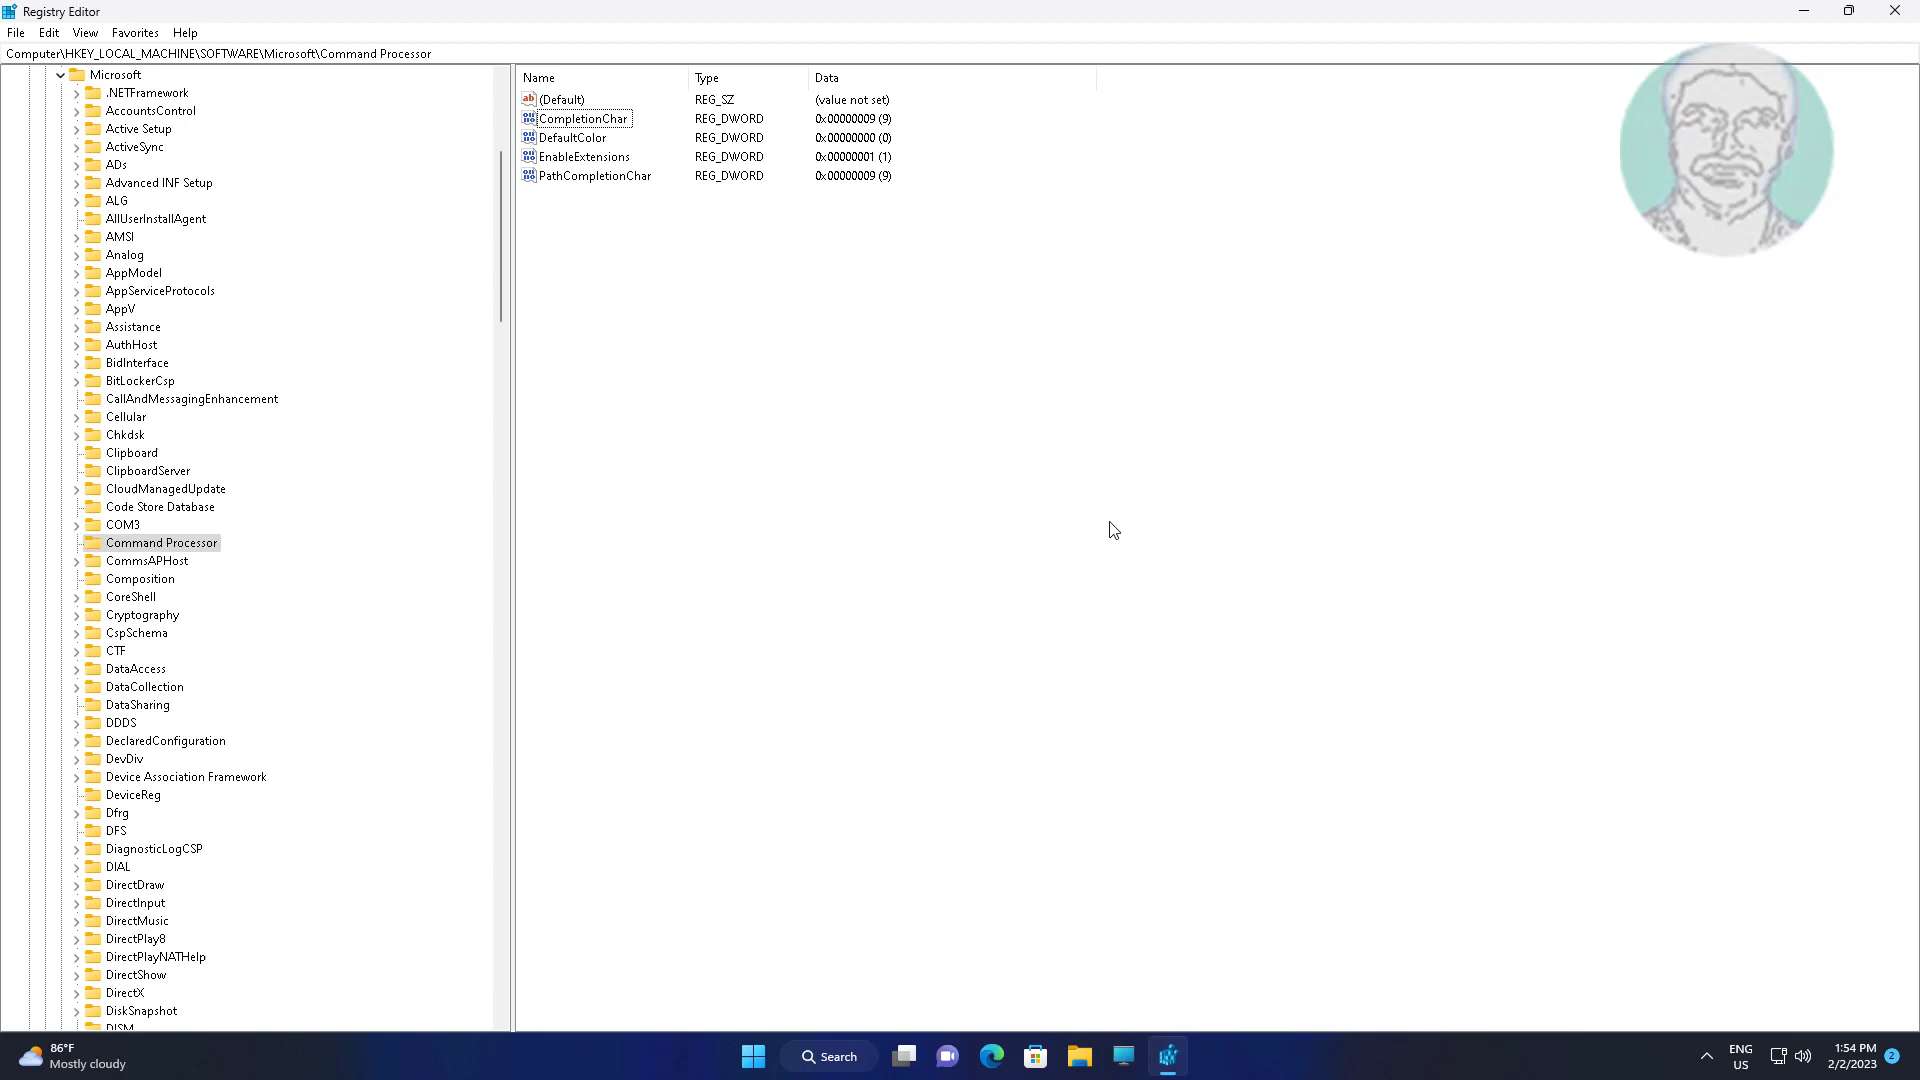 Registry Editor
File Edit View Favorites Help
Computer\HKEY_LOCAL_MACHINE\SOFTWARE\Microsoft\Command Processor
Microsoft
.NETFramework
AccountsControl
Active Setup
ActiveSync
ADs
Advanced INF Setup
ALG
AllUserInstallAgent
AMSI
Analog
AppModel
AppServiceProtocols
AppV
Assistance
AuthHost
BidInterface
BitLockerCsp
CallAndMessagingEnhancement
Cellular
Chkdsk
Clipboard
ClipboardServer
CloudManagedUpdate
Code Store Database
COM3
Command Processor
CommsAPHost
Composition
CoreShell
Cryptography
CspSchema
CTF
DataAccess
DataCollection
DataSharing
DDDS
DeclaredConfiguration
DevDiv
Device Association Framework
DeviceReg
Dfrg
DFS
DiagnosticLogCSP
DIAL
DirectDraw
DirectInput
DirectMusic
DirectPlay8
DirectPlayNATHelp
DirectShow
DirectX
DiskSnapshot
DISM
Name Type Data
(Default) REG_SZ (value not set)
CompletionChar REG_DWORD 0x00000009 (9)
DefaultColor REG_DWORD 0x00000000 (0)
EnableExtensions REG_DWORD 0x00000001 (1)
PathCompletionChar REG_DWORD 0x00000009 (9)
86°F
Mostly cloudy
Search
ENG
US
1:54 PM
2/2/2023
2